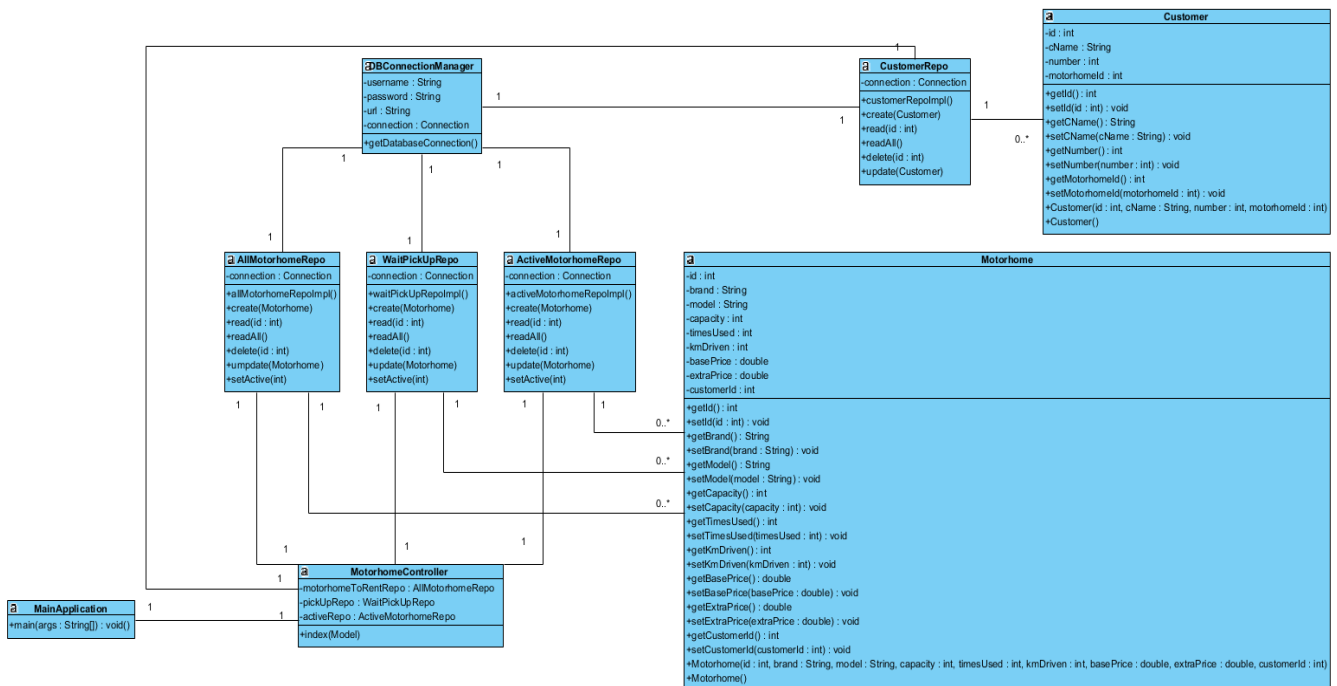 Customer
-id : int
-cName : String
-number : int
-motorhomeId : int
+getId() : int
+setId(id : int) : void
+getCName() : String
+setCName(cName : String) : void
+getNumber() : int
+setNumber(number : int) : void
+getMotorhomeId() : int
+setMotorhomeId(motorhomeId : int) : void
+Customer(id : int, cName : String, number : int, motorhomeId : int)
+Customer()
1
DBConnectionManager
-username : String
-password : String
-url : String
-connection : Connection
+getDatabaseConnection()
CustomerRepo
-connection : Connection
+customerRepoImpl()
+create(Customer)
+read(id : int)
+readAll()
+delete(id : int)
+update(Customer)
1
1
1
0..*
1
1
1
1
1
1
AllMotorhomeRepo
-connection : Connection
+allMotorhomeRepoImpl()
+create(Motorhome)
+read(id : int)
+readAll()
+delete(id : int)
+umpdate(Motorhome)
+setActive(int)
WaitPickUpRepo
-connection : Connection
+waitPickUpRepoImpl()
+create(Motorhome)
+read(id : int)
+readAll()
+delete(id : int)
+update(Motorhome)
+setActive(int)
ActiveMotorhomeRepo
-connection : Connection
+activeMotorhomeRepoImpl()
+create(Motorhome)
+read(id : int)
+readAll()
+delete(id : int)
+update(Motorhome)
+setActive(int)
Motorhome
-id : int
-brand : String
-model : String
-capacity : int
-timesUsed : int
-kmDriven : int
-basePrice : double
-extraPrice : double
-customerId : int
+getId() : int
+setId(id : int) : void
+getBrand() : String
+setBrand(brand : String) : void
+getModel() : String
+setModel(model : String) : void
+getCapacity() : int
+setCapacity(capacity : int) : void
+getTimesUsed() : int
+setTimesUsed(timesUsed : int) : void
+getKmDriven() : int
+setKmDriven(kmDriven : int) : void
+getBasePrice() : double
+setBasePrice(basePrice : double) : void
+getExtraPrice() : double
+setExtraPrice(extraPrice : double) : void
+getCustomerId() : int
+setCustomerId(customerId : int) : void
+Motorhome(id : int, brand : String, model : String, capacity : int, timesUsed : int, kmDriven : int, basePrice : double, extraPrice : double, customerId : int)
+Motorhome()
1
1
1
1
1
1
0..*
0..*
0..*
1
1
1
1
MotorhomeController
-motorhomeToRentRepo : AllMotorhomeRepo
-pickUpRepo : WaitPickUpRepo
-activeRepo : ActiveMotorhomeRepo
+index(Model)
MainApplication
+main(args : String[]) : void()
1
1